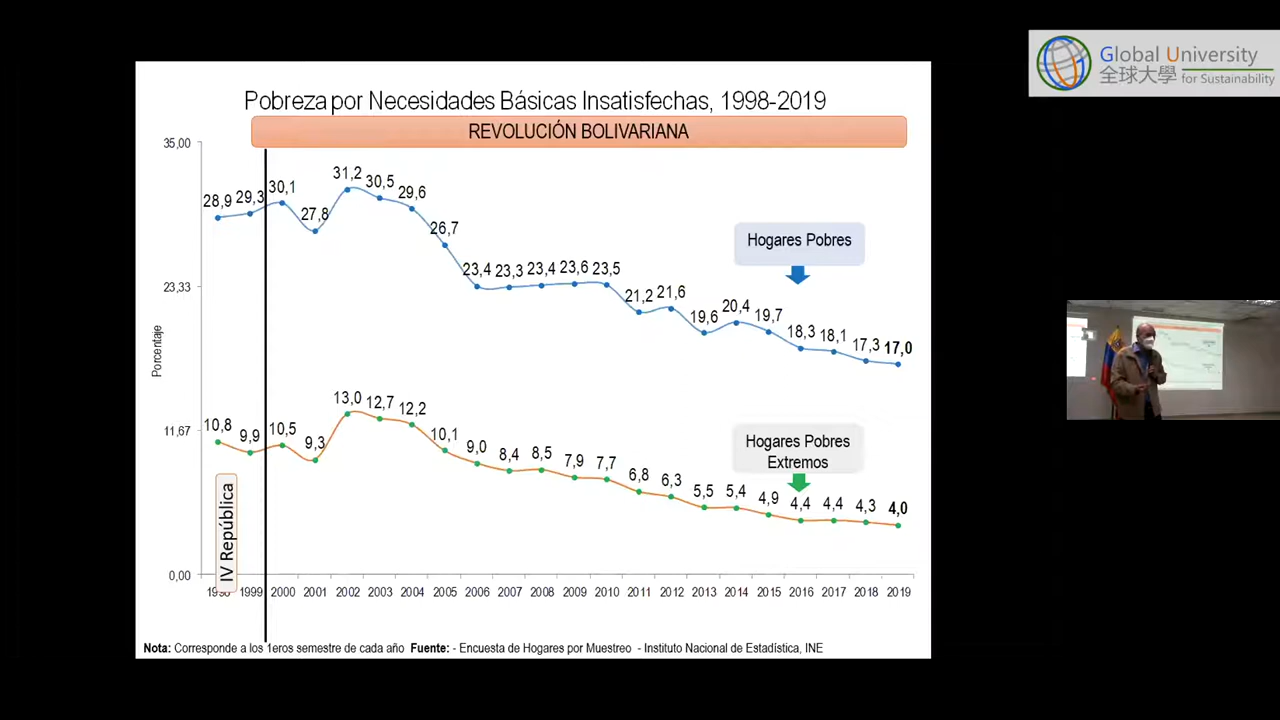 Global University
全球大學 for Sustainability
Pobreza por Necesidades Básicas Insatisfechas, 1998-2019
REVOLUCIÓN BOLIVARIANA
35,00
23,33
11,67
0,00
Porcentaje
28,9 29,3 30,1 27,8 31,2 30,5 29,6 26,7 23,4 23,3 23,4 23,6 23,5 21,2 21,6 19,6 20,4 19,7 18,3 18,1 17,3 17,0
Hogares Pobres
10,8 9,9 10,5 9,3 13,0 12,7 12,2 10,1 9,0 8,4 8,5 7,9 7,7 6,8 6,3 5,5 5,4 4,9 4,4 4,4 4,3 4,0
Hogares Pobres
Extremos
IV República
1998 1999 2000 2001 2002 2003 2004 2005 2006 2007 2008 2009 2010 2011 2012 2013 2014 2015 2016 2017 2018 2019
Nota: Corresponde a los 1eros semestre de cada año Fuente: - Encuesta de Hogares por Muestreo - Instituto Nacional de Estadística, INE